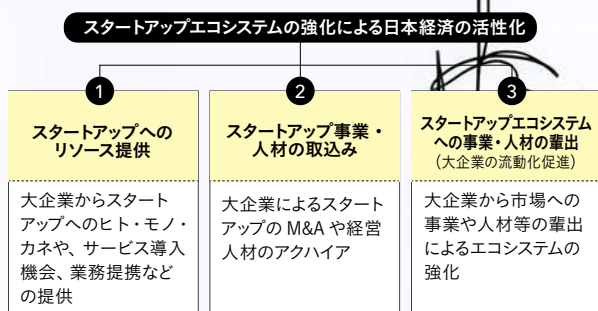 スタートアップエコシステムの強化による日本経済の活性化
1
スタートアップへの
リソース提供
大企業からスタート
アップへのヒト・モノ・
カネや、サービス導入
機会、業務提携など
の提供
2
スタートアップ事業・
人材の取込み
大企業によるスタート
アップの M&A や経営
人材のアクハイア
3
スタートアップエコシステム
への事業・人材の輩出
（大企業の流動化促進）
大企業から市場への
事業や人材等の輩出
によるエコシステムの
強化